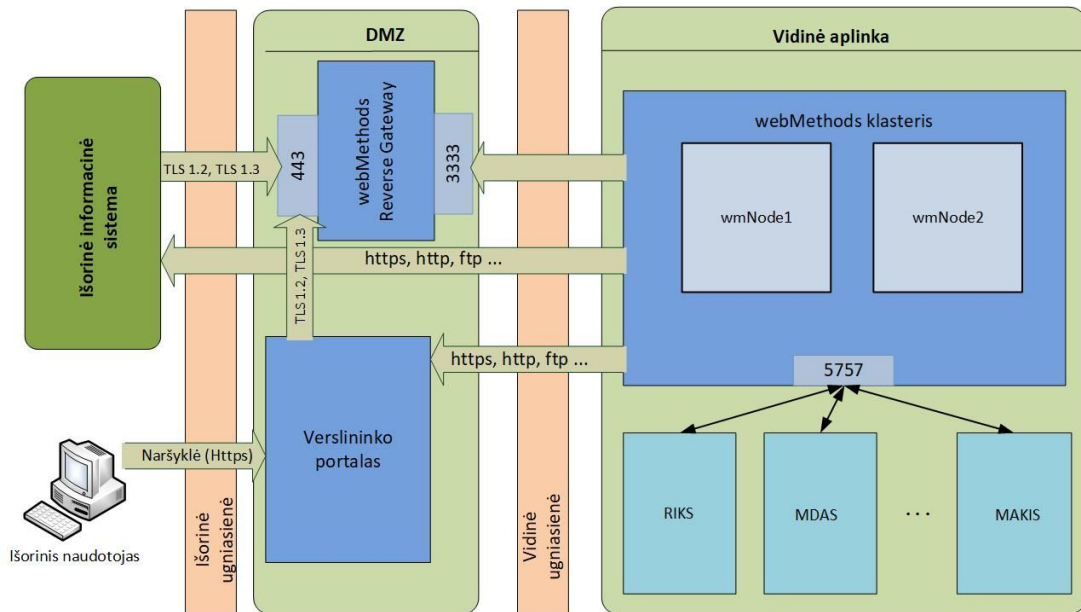 DMZ
Vidinė aplinka
Išorinė informacinė
sistema
TLS 1.2, TLS 1.3
443
webMethods
Reverse Gateway
3333
webMethods klasteris
wmNode1
wmNode2
https, http, ftp ...
TLS 1.2, TLS 1.3
https, http, ftp ...
5757
Verslininko
portalas
Naršyklė (Https)
Išorinis naudotojas
Išorinė
ugniasienė
Vidinė
ugniasienė
RIKS
MDAS
...
MAKIS